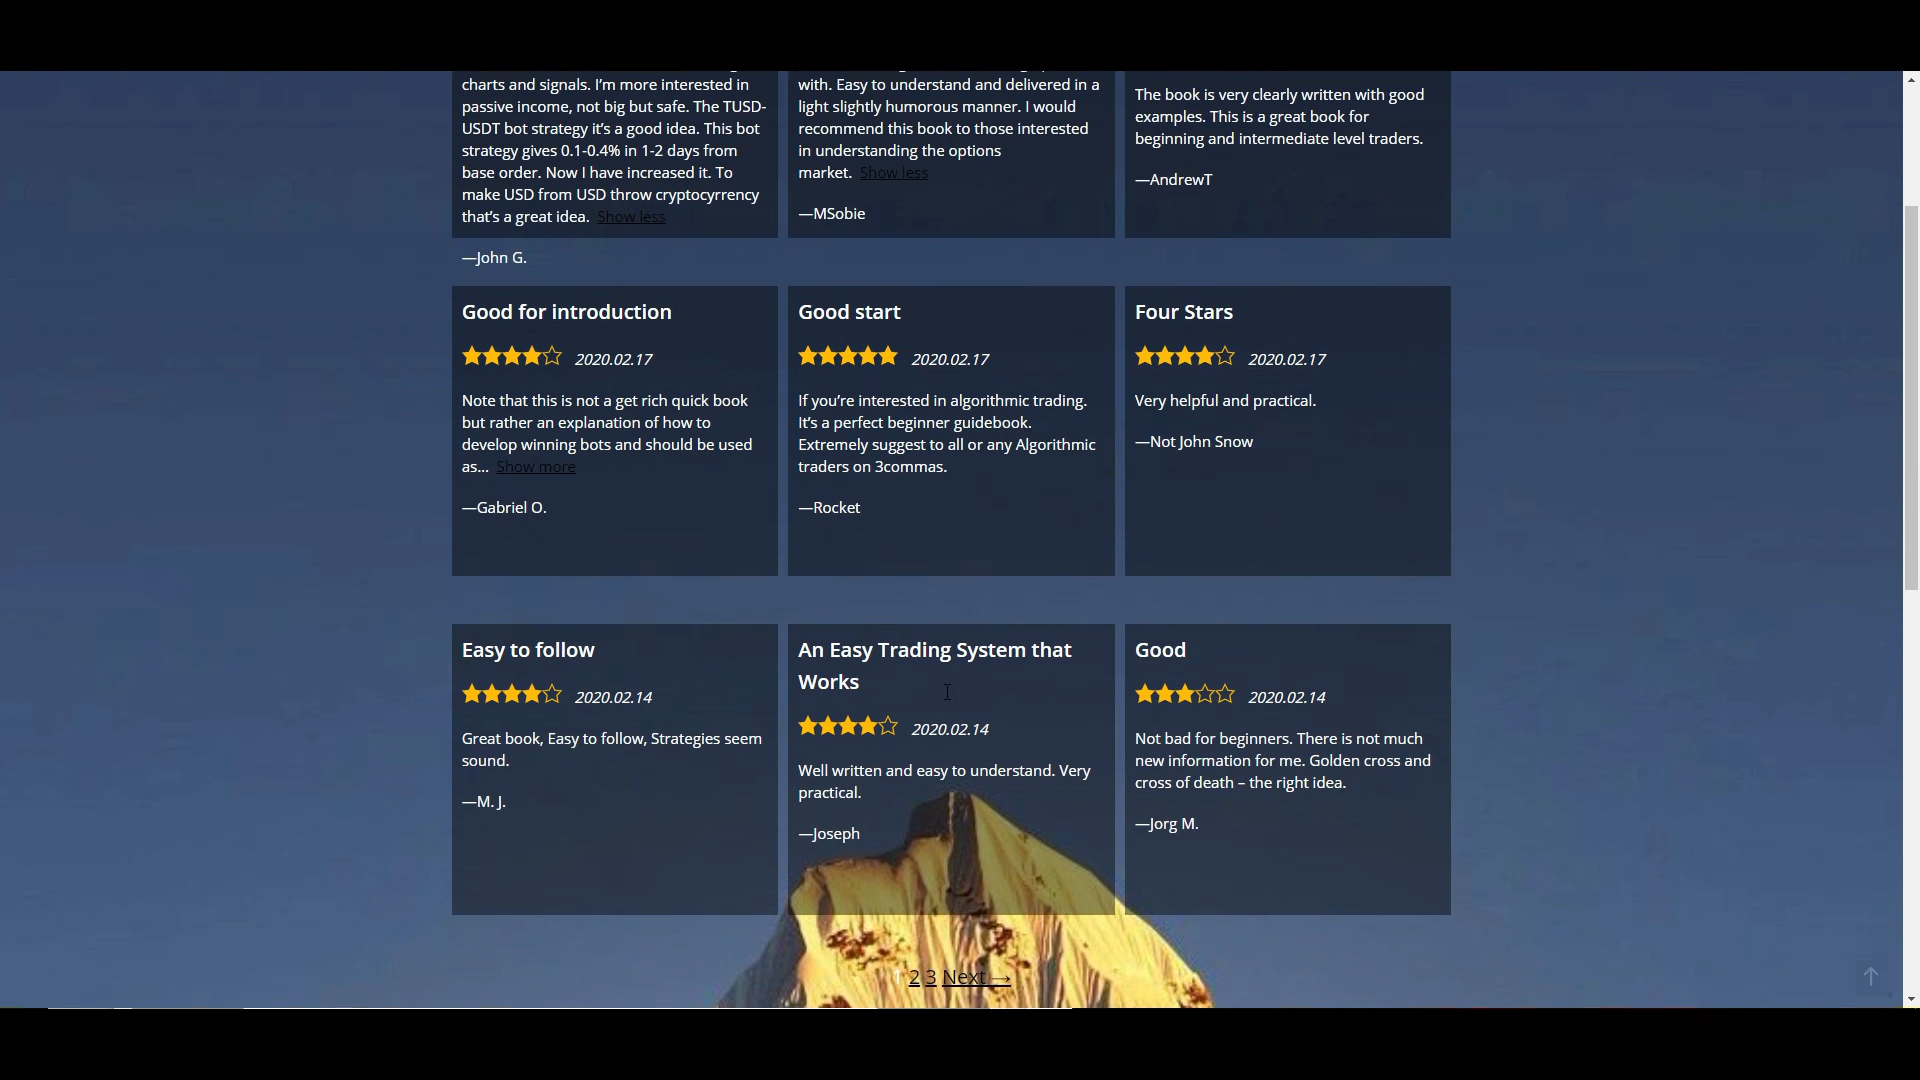 charts and signals. I’m more interested in
passive income, not big but safe. The TUSD-
USDT bot strategy it’s a good idea. This bot
strategy gives 0.1-0.4% in 1-2 days from
base order. Now I have increased it. To
make USD from USD throw cryptocyrrency
that’s a great idea. Show less
—John G.
with. Easy to understand and delivered in a
light slightly humorous manner. I would
recommend this book to those interested
in understanding the options
market. Show less
—MSobie
The book is very clearly written with good
examples. This is a great book for
beginning and intermediate level traders.
—AndrewT
Good for introduction
2020.02.17
Note that this is not a get rich quick book
but rather an explanation of how to
develop winning bots and should be used
as... Show more
—Gabriel O.
Good start
2020.02.17
If you’re interested in algorithmic trading.
It’s a perfect beginner guidebook.
Extremely suggest to all or any Algorithmic
traders on 3commas.
—Rocket
Four Stars
2020.02.17
Very helpful and practical.
—Not John Snow
Easy to follow
2020.02.14
Great book, Easy to follow, Strategies seem
sound.
—M. J.
An Easy Trading System that
Works
2020.02.14
Well written and easy to understand. Very
practical.
—Joseph
Good
2020.02.14
Not bad for beginners. There is not much
new information for me. Golden cross and
cross of death – the right idea.
—Jorg M.
1 2 3 Next →